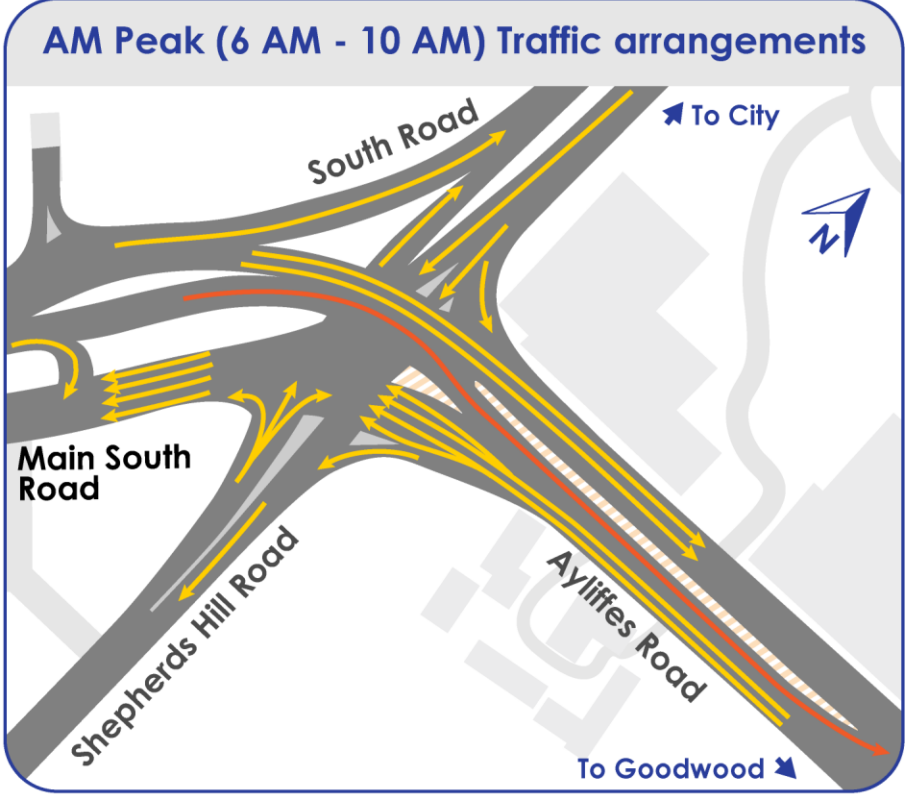 AM Peak (6 AM - 10 AM) Traffic arrangements
South Road
To City
N
Main South
Road
Shepherds Hill Road
Ayliffes Road
To Goodwood